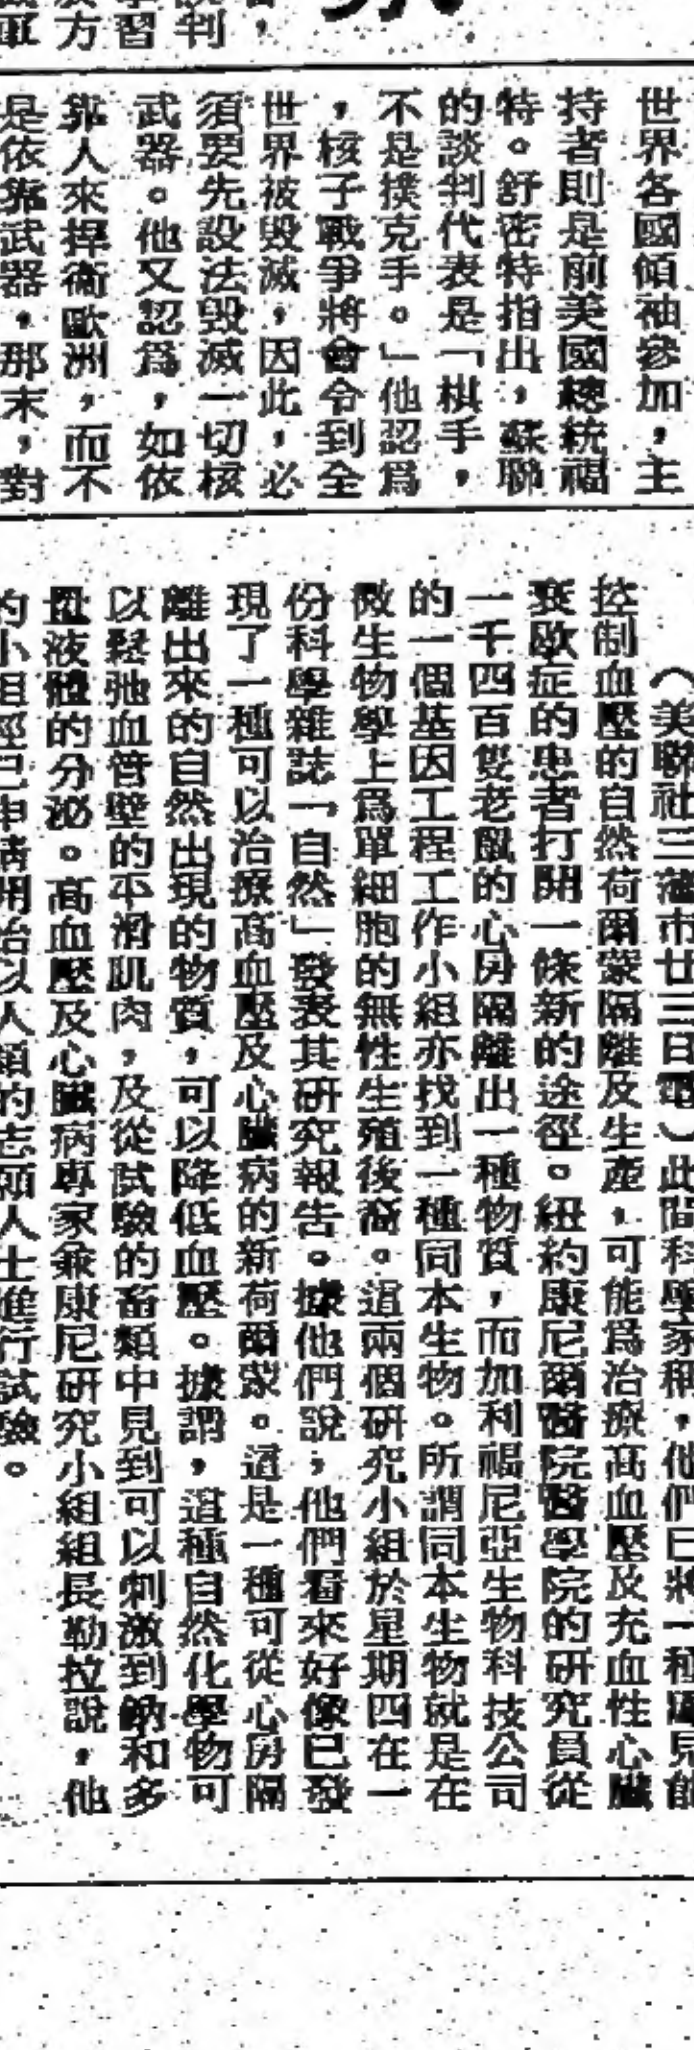 判
習
方
軍
世界各國領袖參加，主
持者則是前美國總統福
特。舒密特指出，蘇聯
的談判代表是「棋手，
不是撲克手。」他認爲
，核子戰爭將會令到全
世界被毀滅，因此，必
須要先設法毀滅一切核
武器。他又認爲，如依
靠人來捍衞歐洲，而不
是依靠武器，那末，對
（美聯社三藩市廿三日電）此間科學家稱，他們已將一種罕見能
控制血壓的自然荷爾蒙隔離及生產，可能爲治療高血壓及充血性心臟
衰歇症的患者打開一條新的途徑。紐約康尼爾醫院醫學院的研究員從
一千四百隻老鼠的心房隔離出一種物質，而加利福尼亞生物科技公司
的一個基因工程工作小組亦找到一種同本生物。所謂同本生物就是在
微生物學上爲單細胞的無性生殖後裔。這兩個研究小組於星期四在一
份科學雜誌「自然」發表其研究報告。據他們說，他們看來好像已發
現了一種可以治療高血壓及心臟病的新荷爾蒙。這是一種可從心房隔
離出來的自然出現的物質，可以降低血壓。據謂，這種自然化學物可
以鬆弛血管壁的平滑肌肉，及從試驗的畜類中見到可以刺激到鈉和多
量液體的分泌。高血壓及心臟病專家兼康尼研究小組組長勒拉說，他
的小組經已申請開始以人類的志願人士進行試驗。